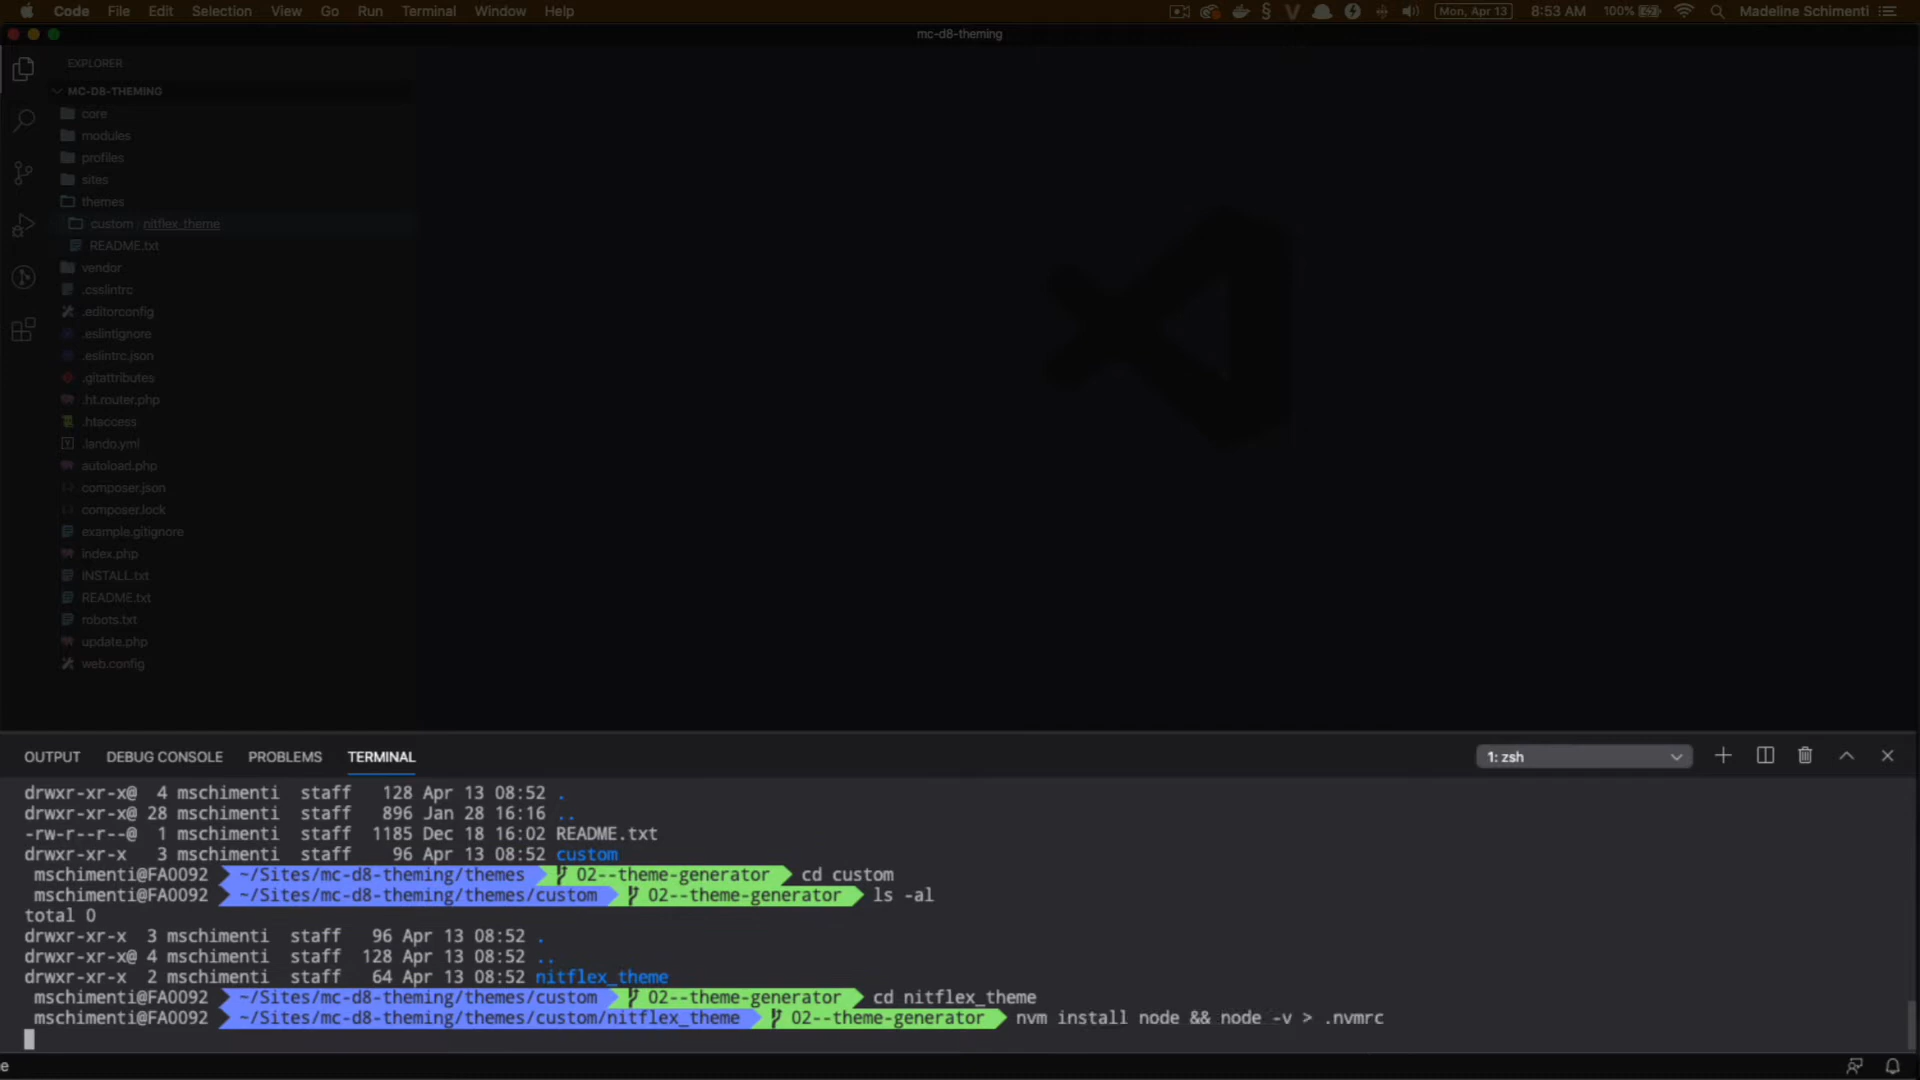 Code File Edit Selection View Go Run Terminal Window Help
Mon, Apr 13 8:53 AM 100% Madeline Schimenti
mc-d8-theming
EXPLORER
MC-D8-THEMING
core
modules
profiles
sites
themes
custom nitflex_theme
README.txt
vendor
.csslintrc
.editorconfig
.eslintignore
.eslintrc.json
.gitattributes
.ht.router.php
.htaccess
.lando.yml
autoload.php
composer.json
composer.lock
example.gitignore
index.php
INSTALL.txt
README.txt
robots.txt
update.php
web.config
OUTPUT DEBUG CONSOLE PROBLEMS TERMINAL 1: zsh
drwxr-xr-x@ 4 mschimenti staff 128 Apr 13 08:52 .
drwxr-xr-x@ 28 mschimenti staff 896 Jan 28 16:16 ..
-rw-r--r--@ 1 mschimenti staff 1185 Dec 18 16:02 README.txt
drwxr-xr-x 3 mschimenti staff 96 Apr 13 08:52 custom
mschimenti@FA0092 ~/Sites/mc-d8-theming/themes 02--theme-generator cd custom
mschimenti@FA0092 ~/Sites/mc-d8-theming/themes/custom 02--theme-generator ls -al
total 0
drwxr-xr-x 3 mschimenti staff 96 Apr 13 08:52 .
drwxr-xr-x@ 4 mschimenti staff 128 Apr 13 08:52 ..
drwxr-xr-x 2 mschimenti staff 64 Apr 13 08:52 nitflex_theme
mschimenti@FA0092 ~/Sites/mc-d8-theming/themes/custom 02--theme-generator cd nitflex_theme
mschimenti@FA0092 ~/Sites/mc-d8-theming/themes/custom/nitflex_theme 02--theme-generator nvm install node && node -v > .nvmrc
e